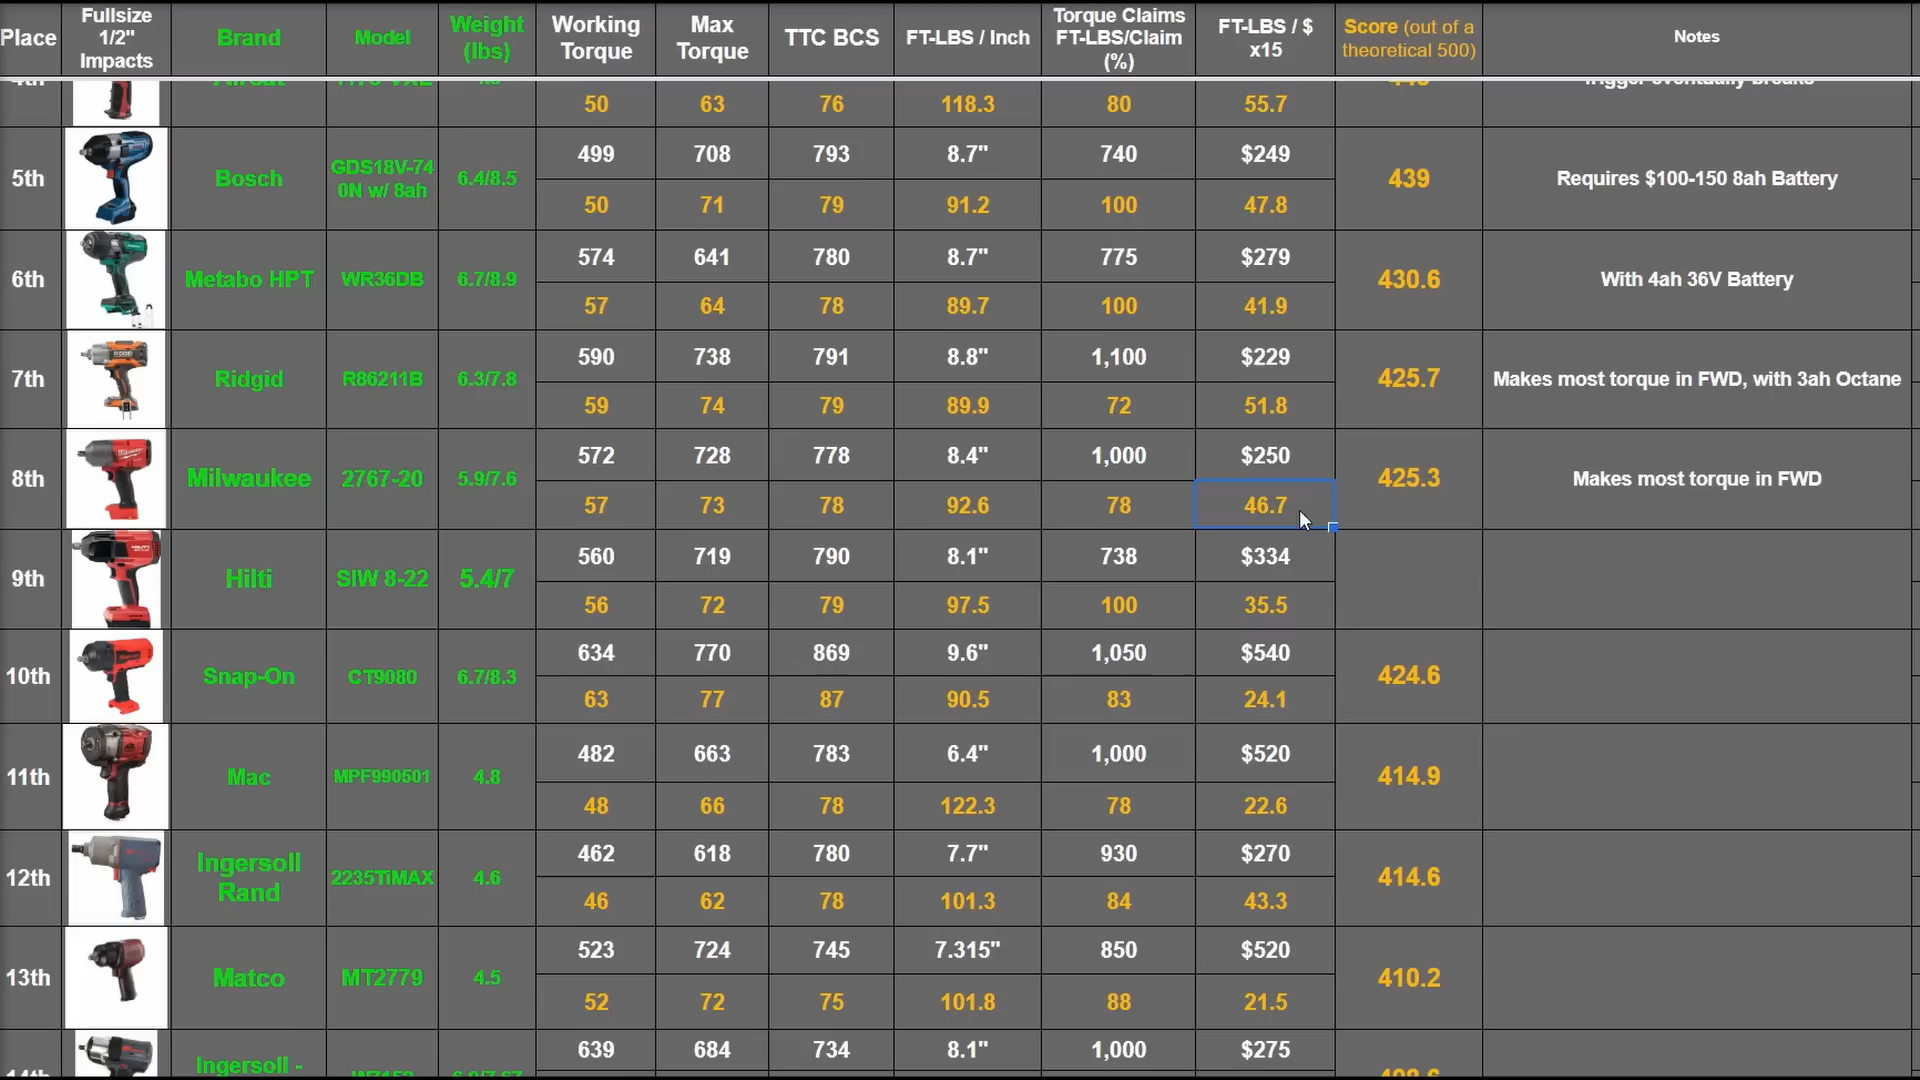 Place
Fullsize
1/2"
Impacts
Brand
Model
Weight
(lbs)
Working
Torque
Max
Torque
TTC BCS
FT-LBS / Inch
Torque Claims
FT-LBS/Claim
(%)
FT-LBS / $
x15
Score (out of a
theoretical 500)
Notes
50 63 76 118.3 80 55.7
5th
Bosch
GDS18V-74
0N w/ 8ah
6.4/8.5
499 708 793 8.7" 740 $249
50 71 79 91.2 100 47.8
439
Requires $100-150 8ah Battery
6th
Metabo HPT
WR36DB
6.7/8.9
574 641 780 8.7" 775 $279
57 64 78 89.7 100 41.9
430.6
With 4ah 36V Battery
7th
RIDGID
Ridgid
R86211B
6.3/7.8
590 738 791 8.8" 1,100 $229
59 74 79 89.9 72 51.8
425.7
Makes most torque in FWD, with 3ah Octane
8th
Milwaukee
2767-20
5.9/7.6
572 728 778 8.4" 1,000 $250
57 73 78 92.6 78 46.7
425.3
Makes most torque in FWD
9th
HILTI
Hilti
SIW 8-22
5.4/7
560 719 790 8.1" 738 $334
56 72 79 97.5 100 35.5
10th
Snap-On
CT9080
6.7/8.3
634 770 869 9.6" 1,050 $540
63 77 87 90.5 83 24.1
424.6
11th
Mac
MPF990501
4.8
482 663 783 6.4" 1,000 $520
48 66 78 122.3 78 22.6
414.9
12th
Ingersoll
Rand
2235TiMAX
4.6
462 618 780 7.7" 930 $270
46 62 78 101.3 84 43.3
414.6
13th
Matco
MT2779
4.5
523 724 745 7.315" 850 $520
52 72 75 101.8 88 21.5
410.2
Ingersoll -
639 684 734 8.1" 1,000 $275